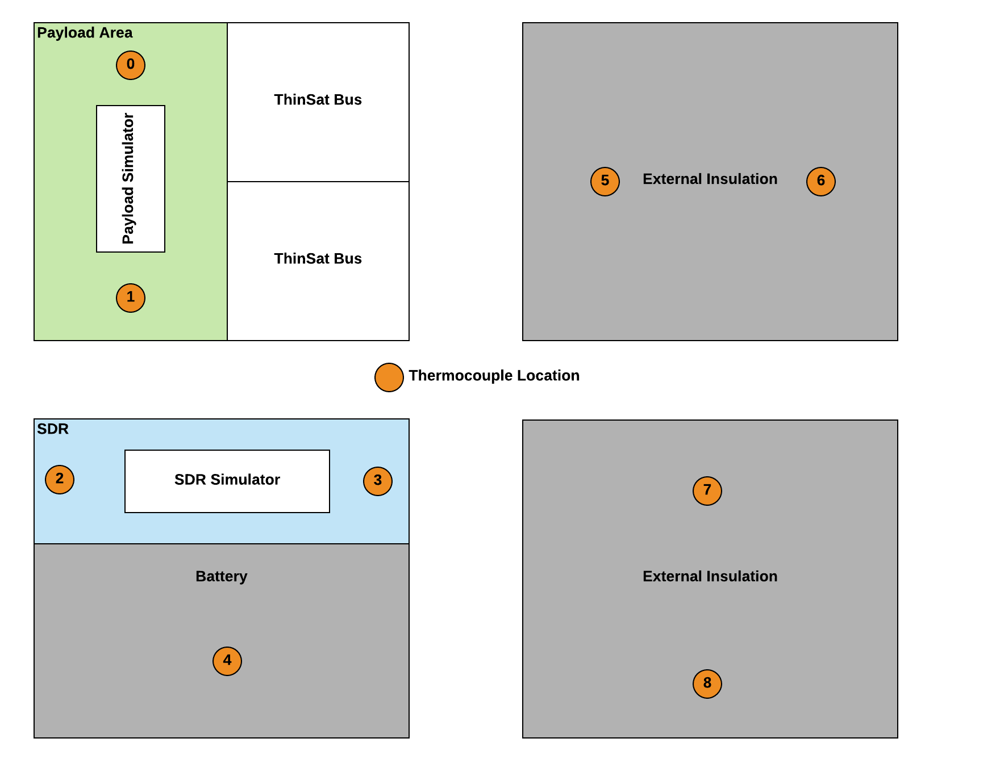 Payload Area
0
Payload Simulator
1
ThinSat Bus
ThinSat Bus
5
External Insulation
6
Thermocouple Location
SDR
2
SDR Simulator
3
Battery
4
7
External Insulation
8